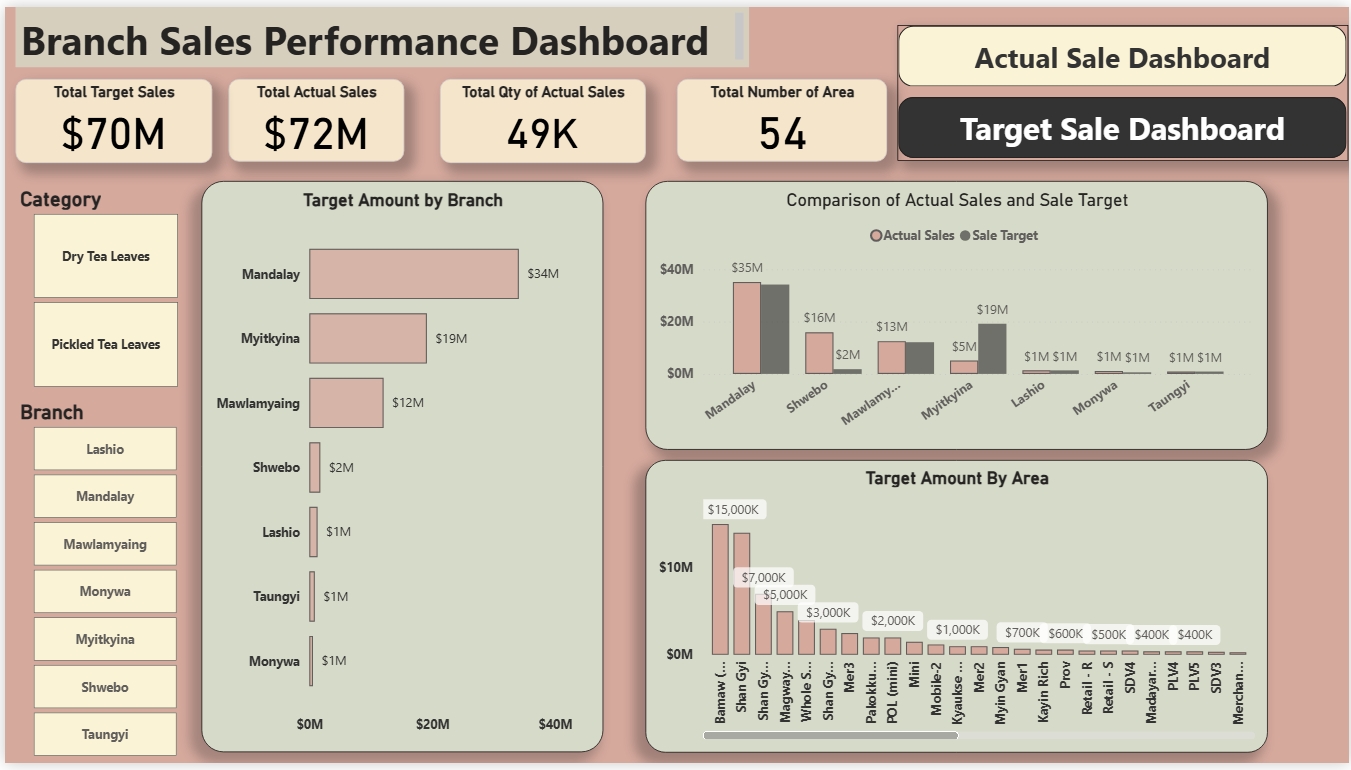 Branch Sales Performance Dashboard
Actual Sale Dashboard
Target Sale Dashboard
Total Target Sales
$70M
Total Actual Sales
$72M
Total Qty of Actual Sales
49K
Total Number of Area
54
Category
Dry Tea Leaves
Pickled Tea Leaves
Branch
Lashio
Mandalay
Mawlamyaing
Monywa
Myitkyina
Shwebo
Taungyi
Target Amount by Branch
Mandalay $34M
Myitkyina $19M
Mawlamyaing $12M
Shwebo $2M
Lashio $1M
Taungyi $1M
Monywa $1M
$0M $20M $40M
Comparison of Actual Sales and Sale Target
Actual Sales Sale Target
$40M
$20M
$0M
$35M
$16M
$2M
$13M
$5M
$19M
$1M $1M
$1M $1M
$1M $1M
Mandalay
Shwebo
Mawlamy...
Myitkyina
Lashio
Monywa
Taungyi
Target Amount By Area
$10M
$0M
$15,000K
$7,000K
$5,000K
$3,000K
$2,000K
$1,000K
$700K
$600K
$500K
$400K
$400K
Bamaw (...
Shan Gyi
Shan Gy...
Magway...
Whole S...
Shan Gy...
Mer3
Pakokku...
POL (mini)
Mini
Mobile-2
Kyaukse ...
Mer2
Myin Gyan
Mer1
Kayin Rich
Prov
Retail - R
Retail - S
SDV4
Madayar...
PLV4
PLV5
SDV3
Merchan...